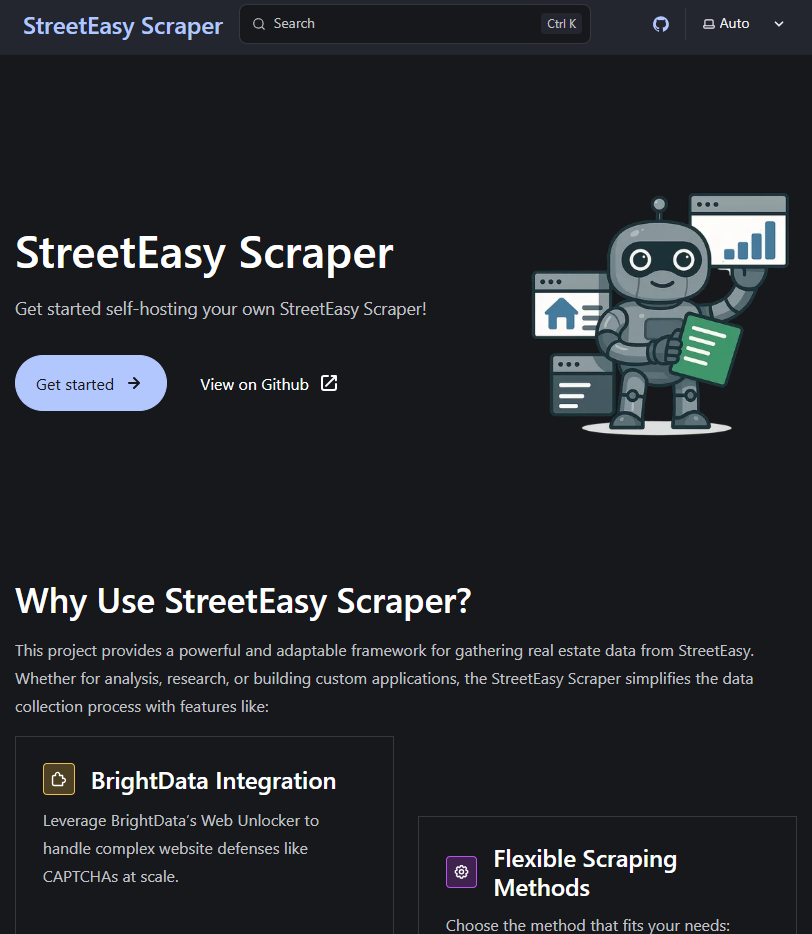 StreetEasy Scraper
Search
Ctrl K
Auto
StreetEasy Scraper
Get started self-hosting your own StreetEasy Scraper!
Get started
View on Github
Why Use StreetEasy Scraper?
This project provides a powerful and adaptable framework for gathering real estate data from StreetEasy.
Whether for analysis, research, or building custom applications, the StreetEasy Scraper simplifies the data
collection process with features like:
BrightData Integration
Leverage BrightData’s Web Unlocker to
handle complex website defenses like
CAPTCHAs at scale.
Flexible Scraping
Methods
Choose the method that fits your needs: